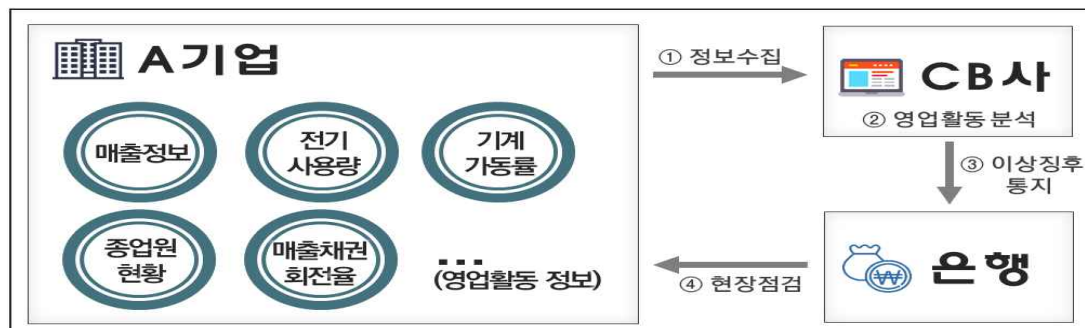 A기업
매출정보
전기
사용량
기계
가동률
종업원
현황
매출채권
회전율
...
(영업활동 정보)
① 정보수집
CB사
② 영업활동 분석
③ 이상징후
통지
₩
은행
④ 현장점검